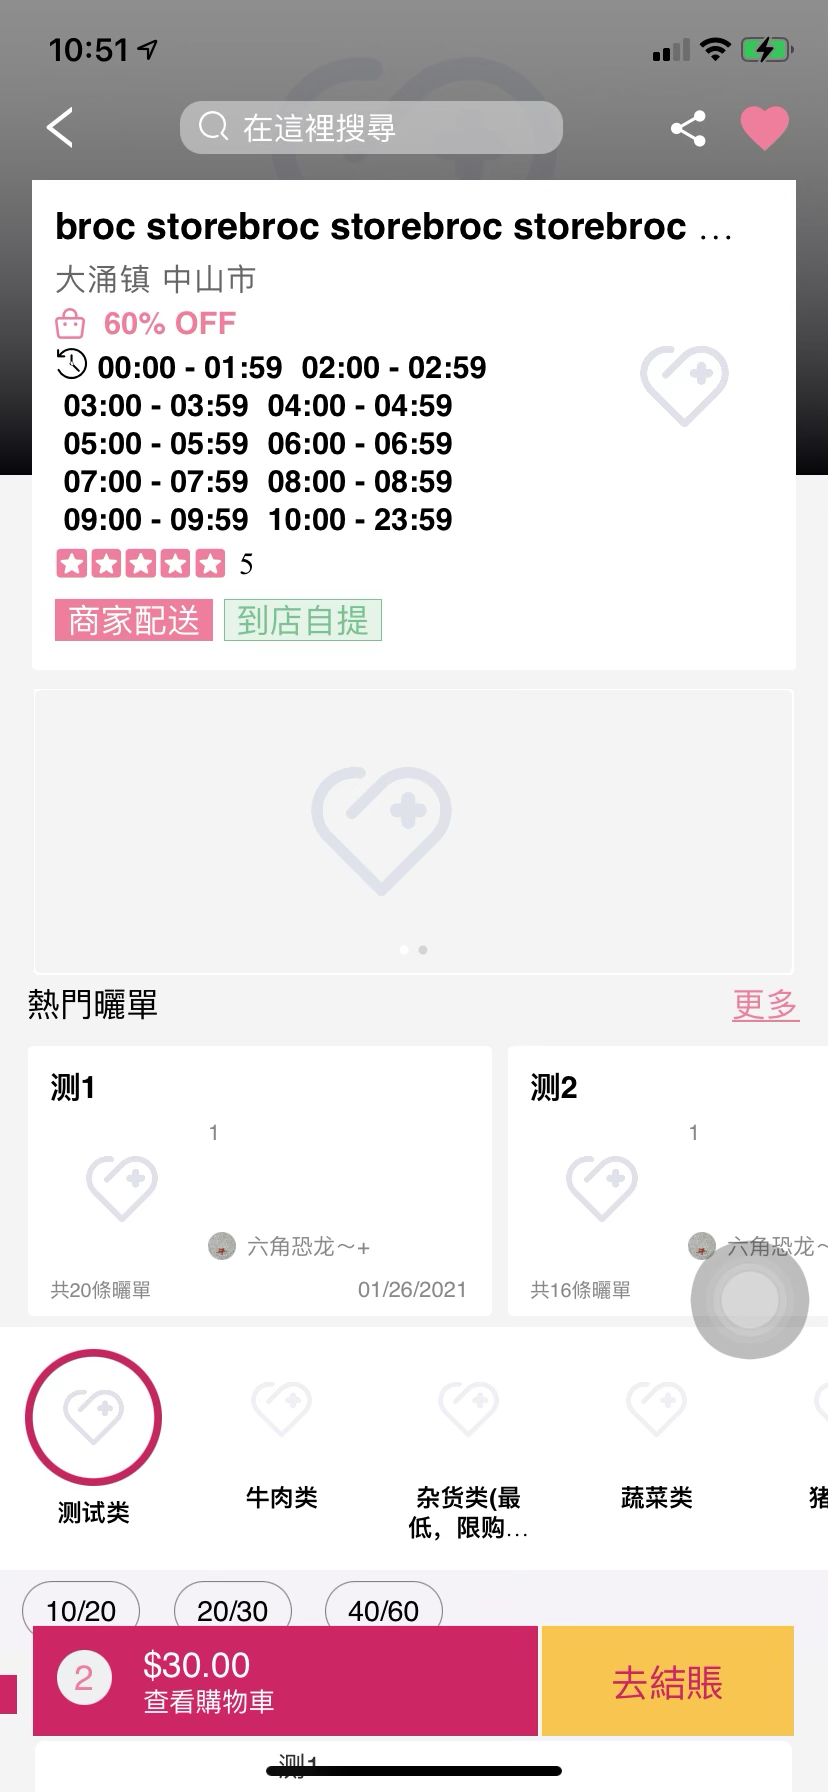 10:51
在這裡搜尋
broc storebroc storebroc storebroc ...
大涌镇 中山市
60% OFF
00:00 - 01:59 02:00 - 02:59
03:00 - 03:59 04:00 - 04:59
05:00 - 05:59 06:00 - 06:59
07:00 - 07:59 08:00 - 08:59
09:00 - 09:59 10:00 - 23:59
5
商家配送 到店自提
熱門曬單 更多
测1
1
六角恐龙～+
共20條曬單 01/26/2021
测2
1
六角恐龙～
共16條曬單
测试类
牛肉类
杂货类(最
低，限购...
蔬菜类
猪
10/20 20/30 40/60
2
$30.00
查看購物車
去結賬
测1